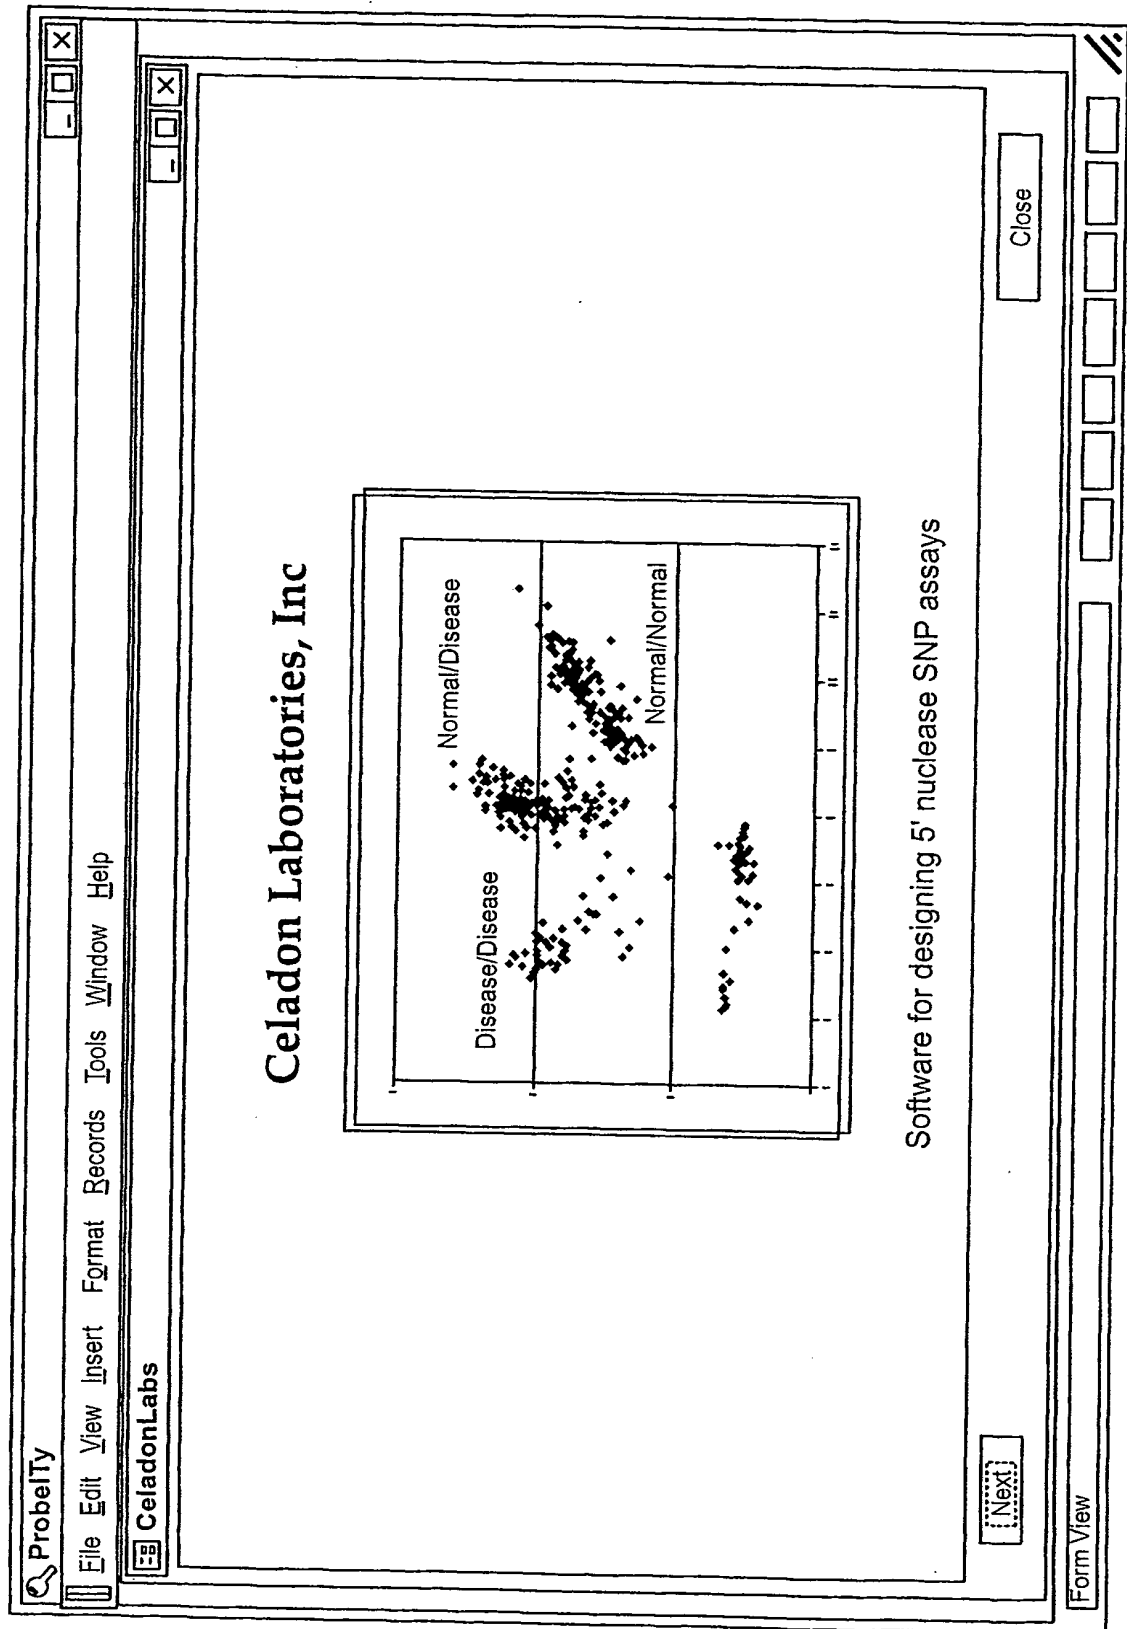 ProbeITy
File Edit View Insert Format Records Tools Window Help
CeladonLabs
Celadon Laboratories, Inc
Normal/Disease
Disease/Disease
Normal/Normal
Software for designing 5' nuclease SNP assays
Next
Close
Form View